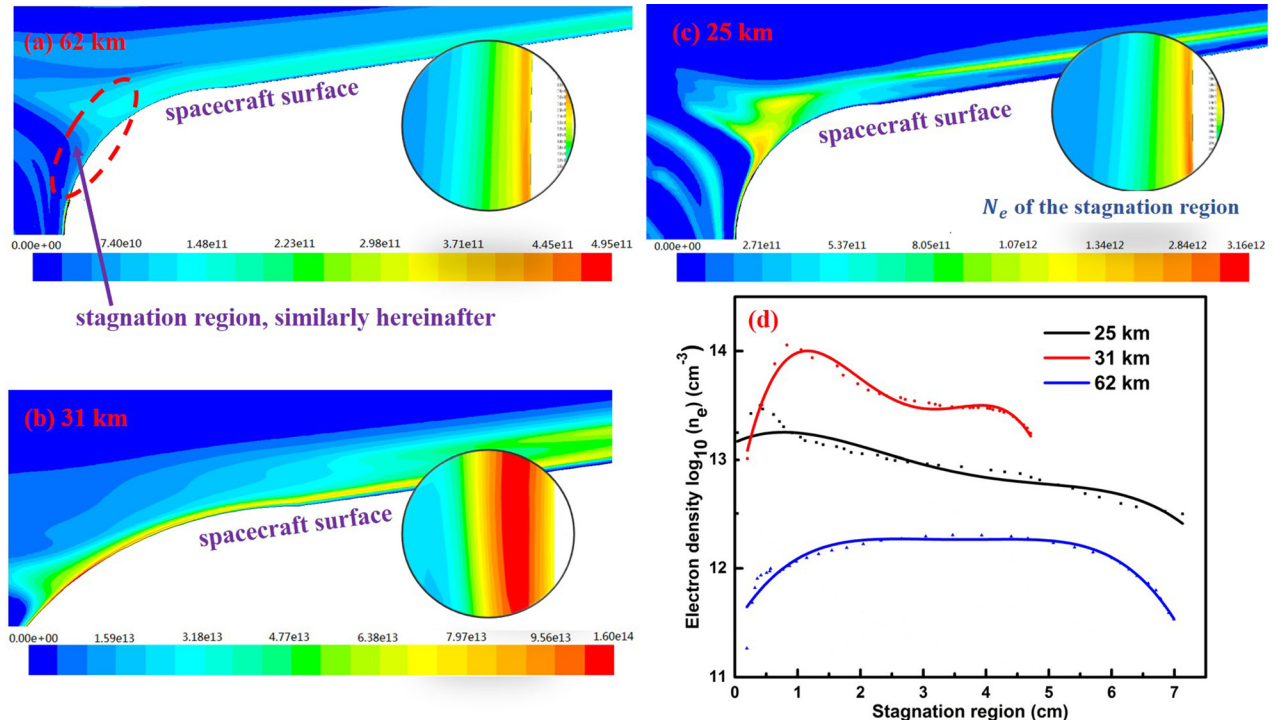 (a) 62 km
spacecraft surface
0.00e+00 7.40e10 1.48e11 2.23e11 2.98e11 3.71e11 4.45e11 4.95e11
stagnation region, similarly hereinafter
(b) 31 km
spacecraft surface
0.00e+00 1.59e13 3.18e13 4.77e13 6.38e13 7.97e13 9.56e13 1.60e14
(c) 25 km
spacecraft surface
Nₑ of the stagnation region
0.00e+00 2.71e11 5.37e11 8.05e11 1.07e12 1.34e12 2.84e12 3.16e12
(d)
25 km
31 km
62 km
Electron density log₁₀ (nₑ) (cm⁻³)
14
13
12
11
0 1 2 3 4 5 6 7
Stagnation region (cm)